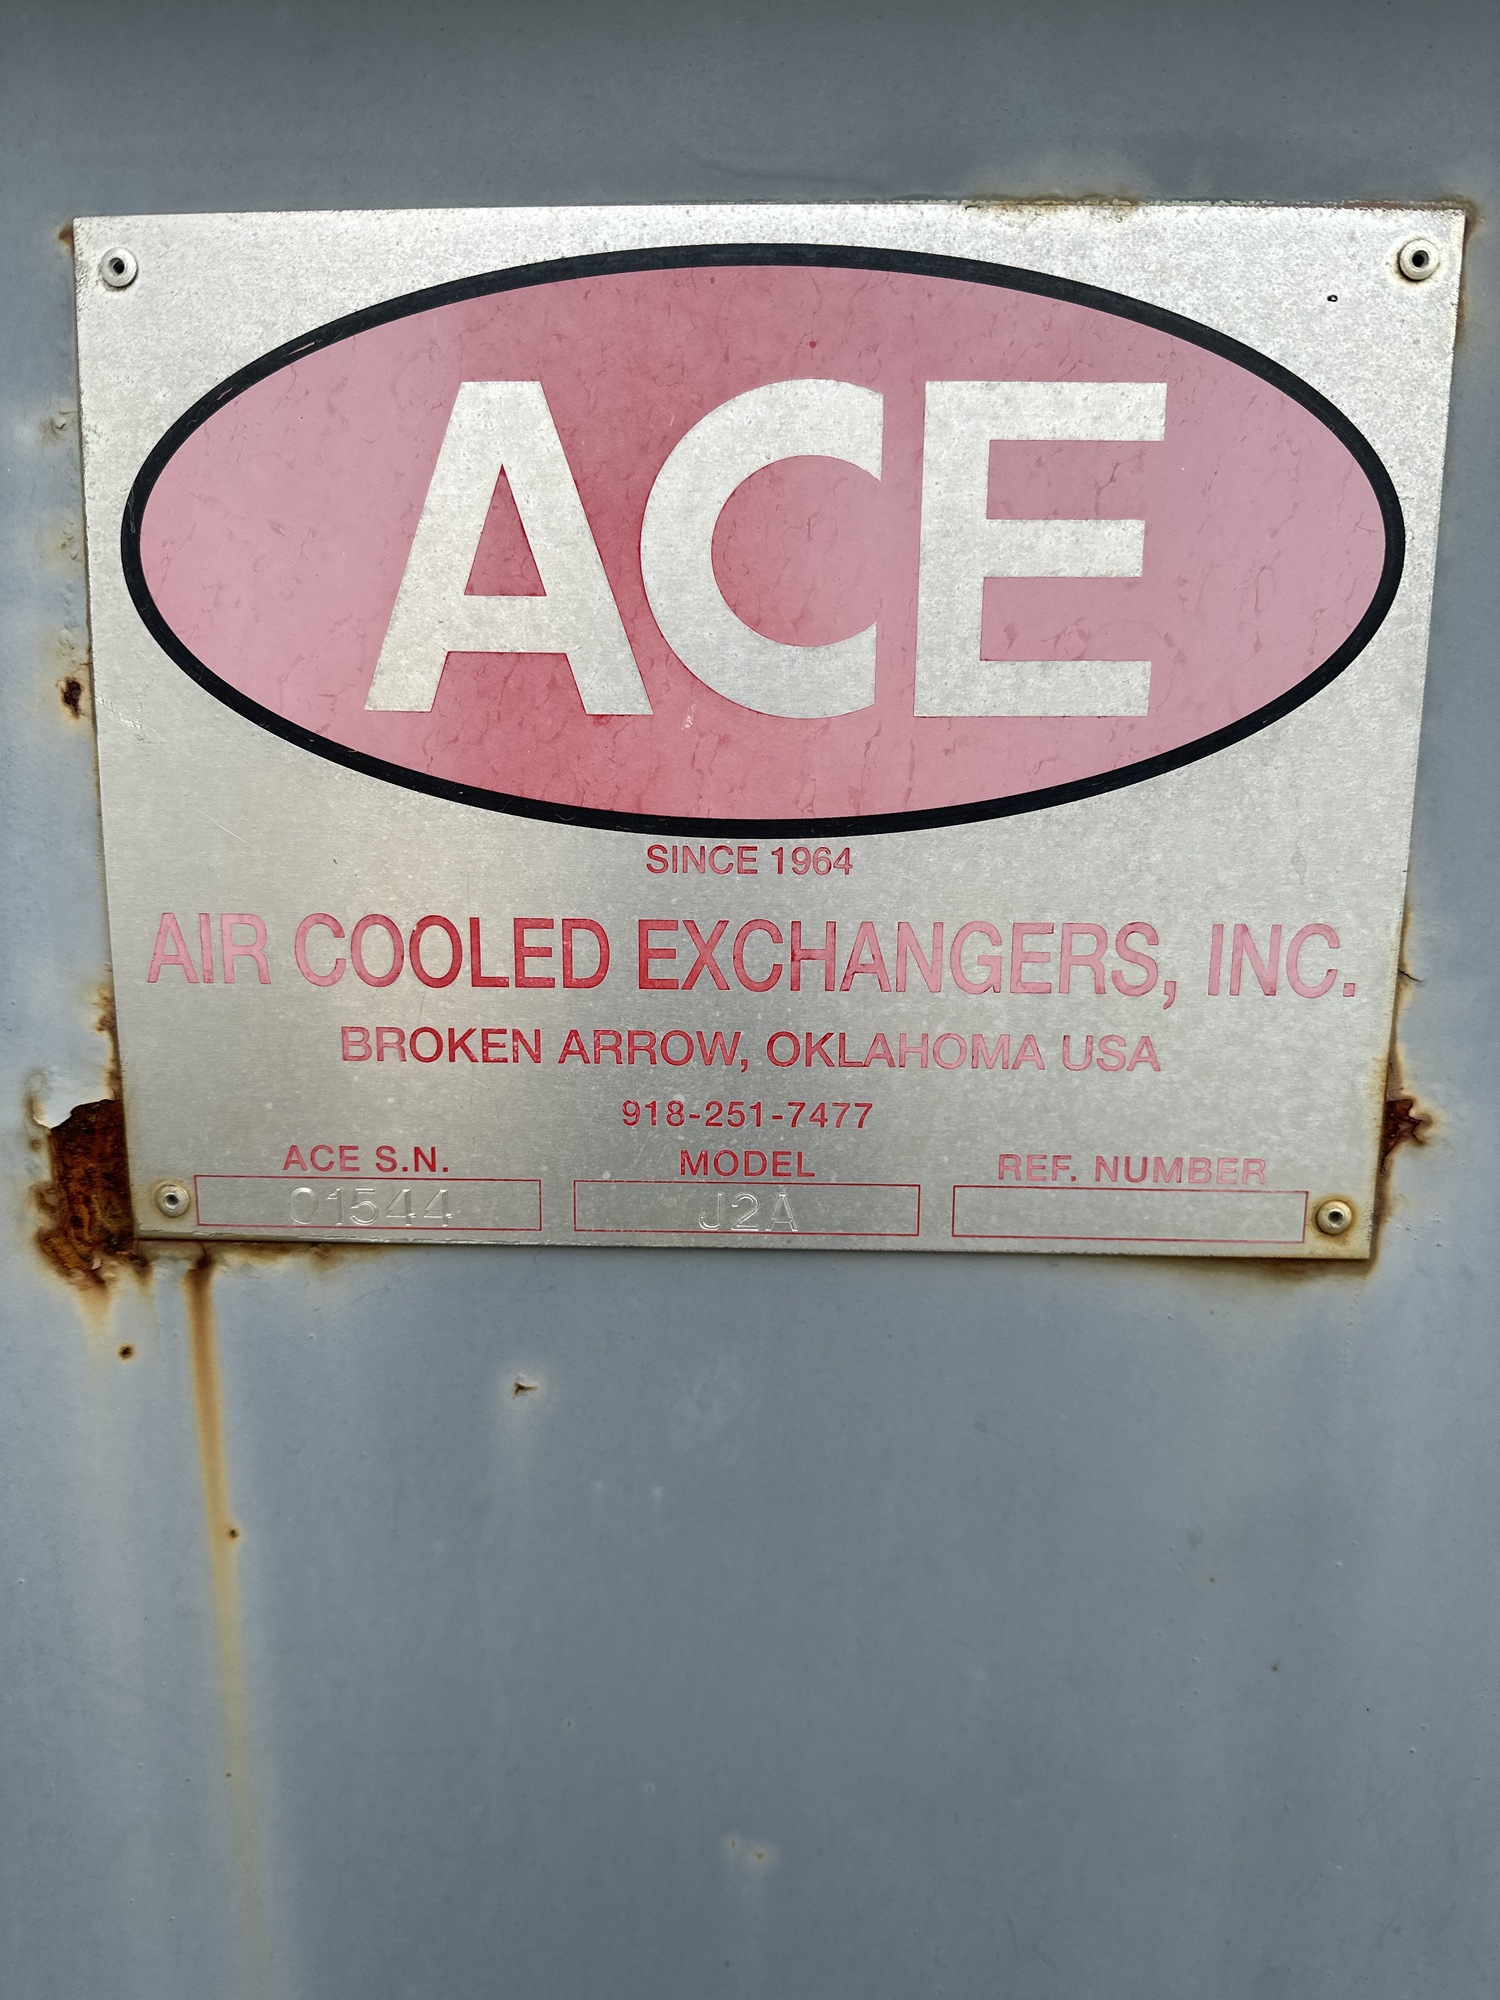 ACE
SINCE 1964
AIR COOLED EXCHANGERS, INC.
BROKEN ARROW, OKLAHOMA USA
918-251-7477
ACE S.N. MODEL REF. NUMBER
01544 J2A